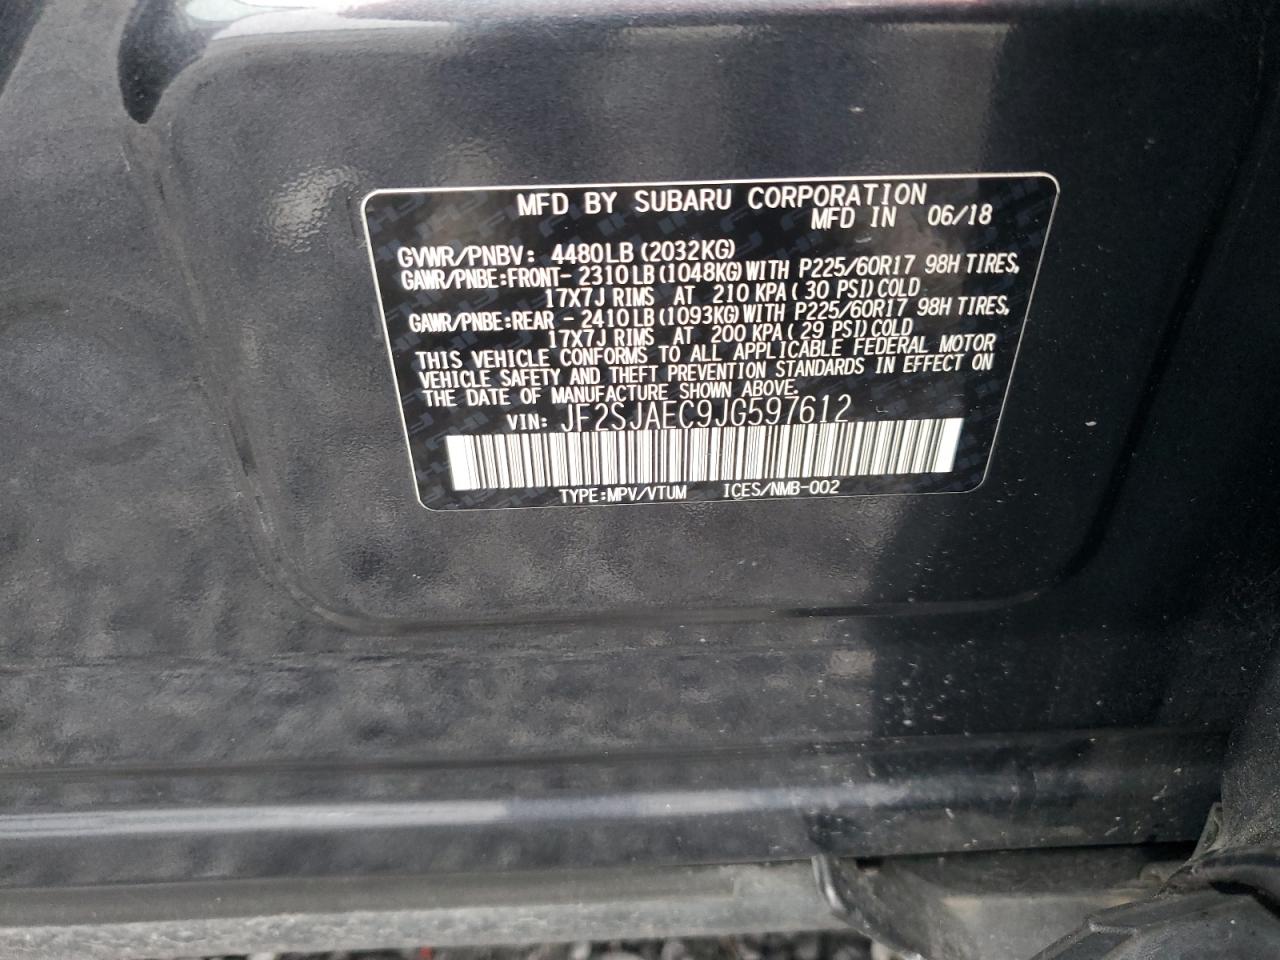 MFD BY SUBARU CORPORATION
MFD IN 06/18
GVWR/PNBV: 4480LB (2032KG)
GAWR/PNBE:FRONT- 2310LB (1048KG) WITH P225/60R17 98H TIRES,
17X7J RIMS AT 210 KPA ( 30 PSI) COLD
GAWR/PNBE:REAR - 2410LB (1093KG) WITH P225/60R17 98H TIRES,
17X7J RIMS AT 200 KPA ( 29 PSI) COLD
THIS VEHICLE CONFORMS TO ALL APPLICABLE FEDERAL MOTOR
VEHICLE SAFETY AND THEFT PREVENTION STANDARDS IN EFFECT ON
THE DATE OF MANUFACTURE SHOWN ABOVE.
VIN: JF2SJAEC9JG597612
TYPE:MPV/VTUM ICES/NMB-002